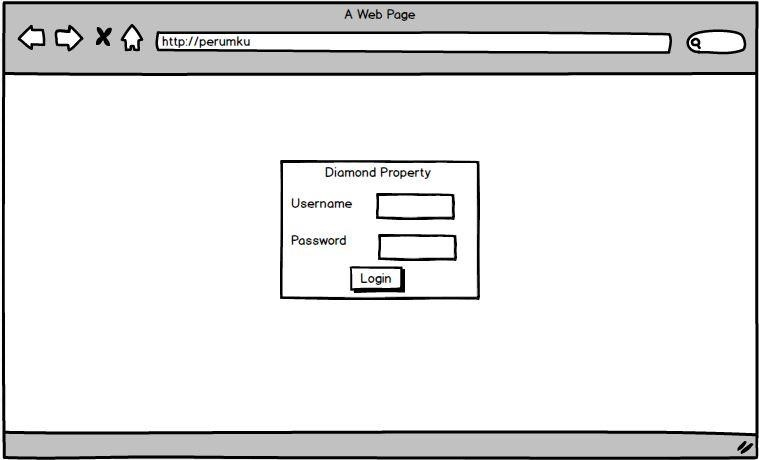 A Web Page
http://perumku
Diamond Property
Username
Password
Login